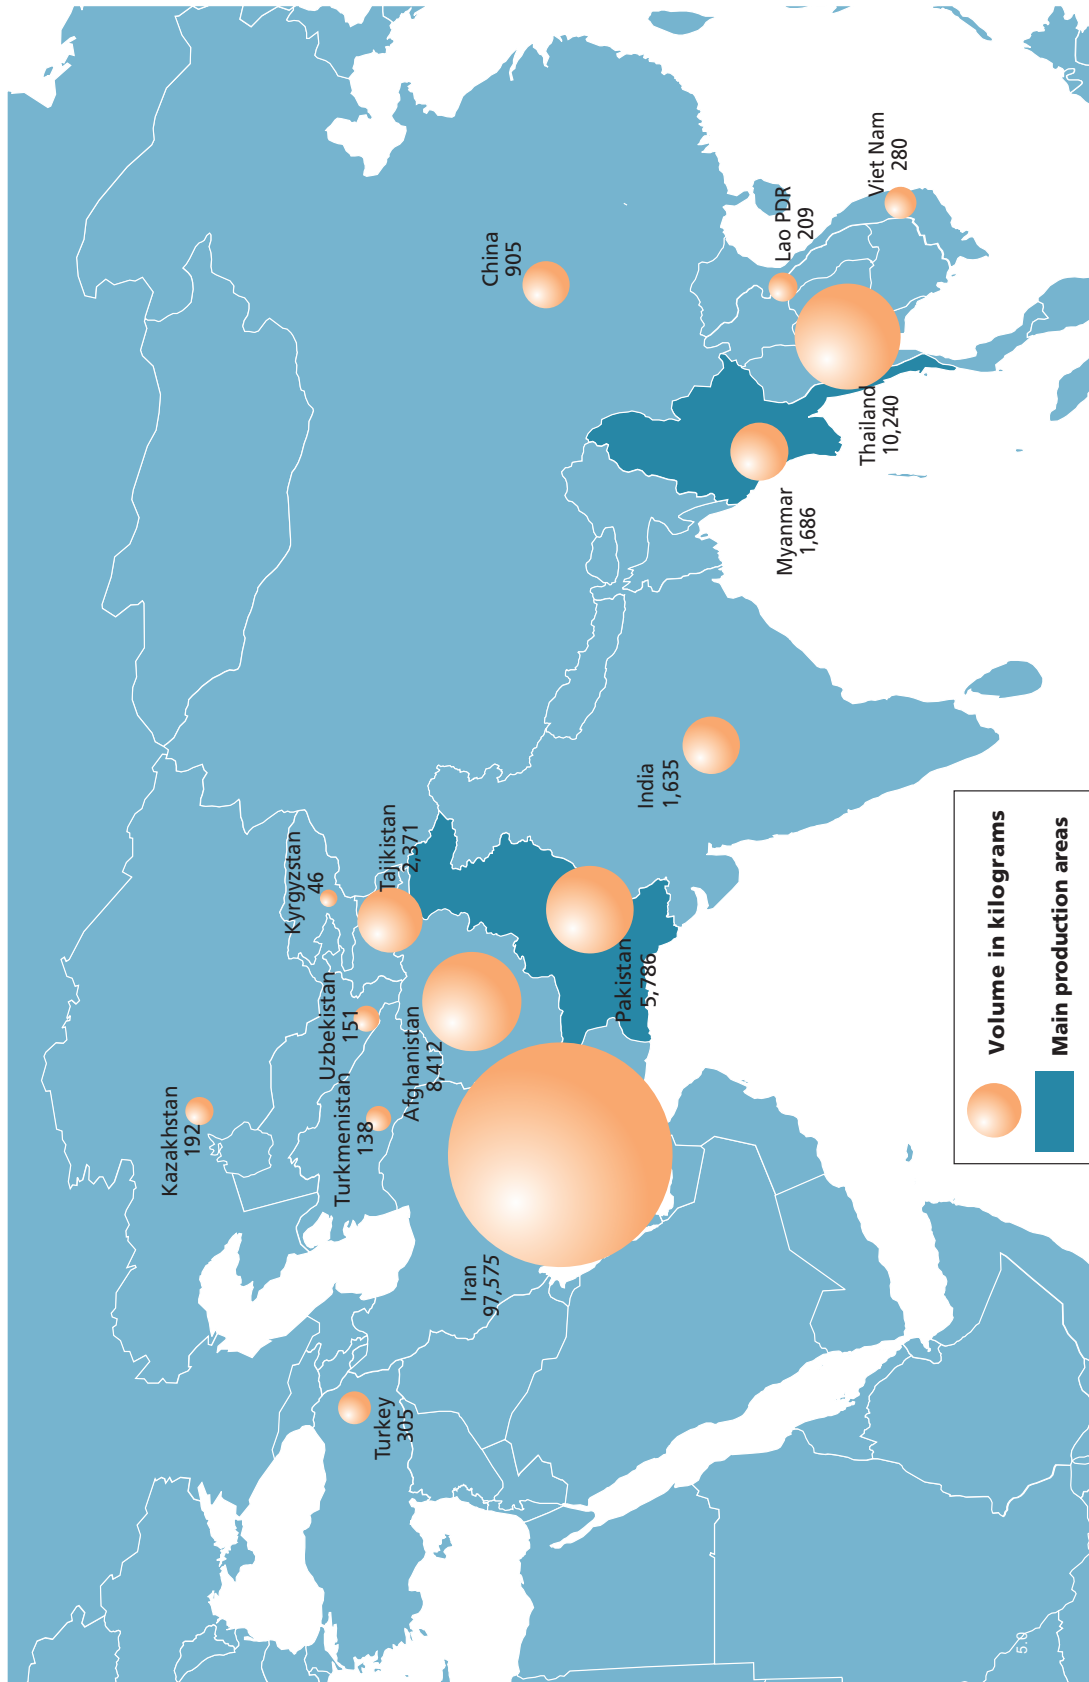 Kazakhstan
192
Kyrgyzstan
46
Uzbekistan
151
Turkmenistan
138
Tajikistan
2,371
Turkey
305
Afghanistan
8,412
Iran
97,575
Pakistan
5,786
India
1,635
China
905
Myanmar
1,686
Lao PDR
209
Viet Nam
280
Thailand
10,240
Volume in kilograms
Main production areas
5.0